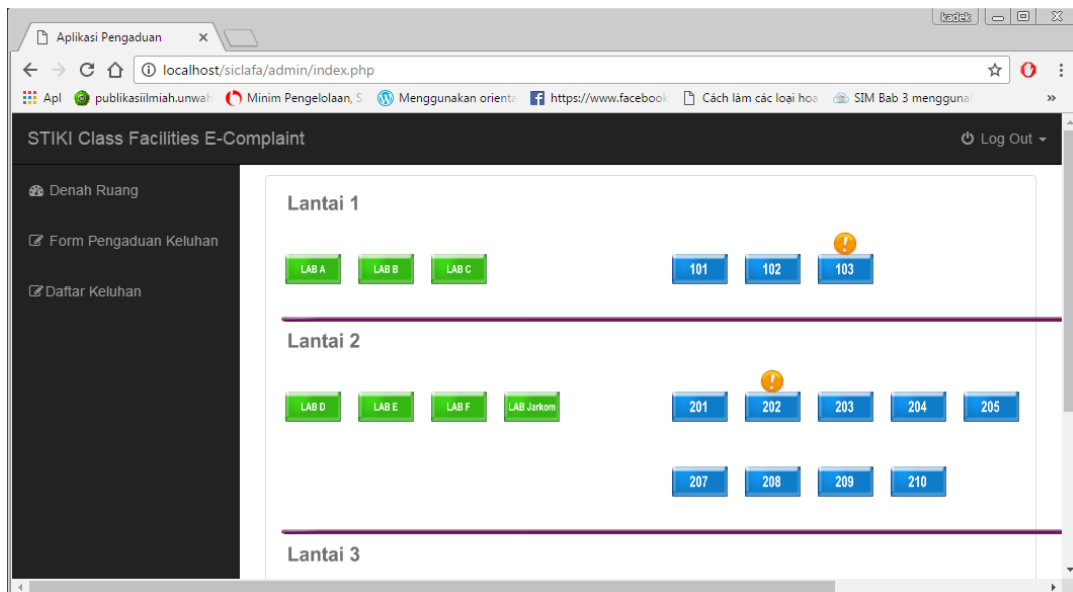 kadek
Aplikasi Pengaduan
localhost/siclafa/admin/index.php
Apl publikasiilmiah.unwah Minim Pengelolaan, S Menggunakan orienta https://www.facebook Cách làm các loại hoa SIM Bab 3 mengguna »
STIKI Class Facilities E-Complaint Log Out
Denah Ruang
Form Pengaduan Keluhan
Daftar Keluhan
Lantai 1
LAB A LAB B LAB C 101 102 103
Lantai 2
LAB D LAB E LAB F LAB Jarkom 201 202 203 204 205
207 208 209 210
Lantai 3